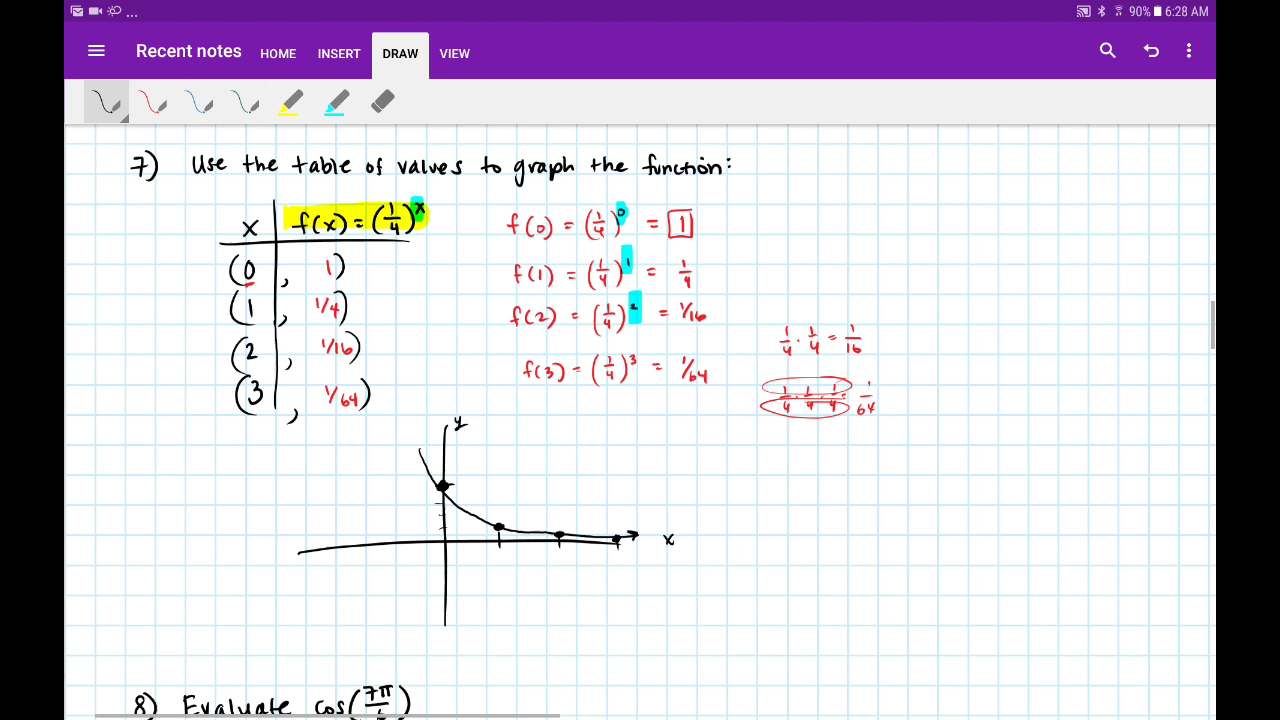 ... 90% 6:28 AM
Recent notes HOME INSERT DRAW VIEW
7) Use the table of values to graph the function:
x f(x) = (1/4)^x
(0, 1)
(1, 1/4)
(2, 1/16)
(3, 1/64)
f(0) = (1/4)^0 = 1
f(1) = (1/4)^1 = 1/4
f(2) = (1/4)^2 = 1/16
f(3) = (1/4)^3 = 1/64
1/4 · 1/4 = 1/16
1/4 · 1/4 · 1/4 = 1/64
y
x
8) Evaluate cos(7π/